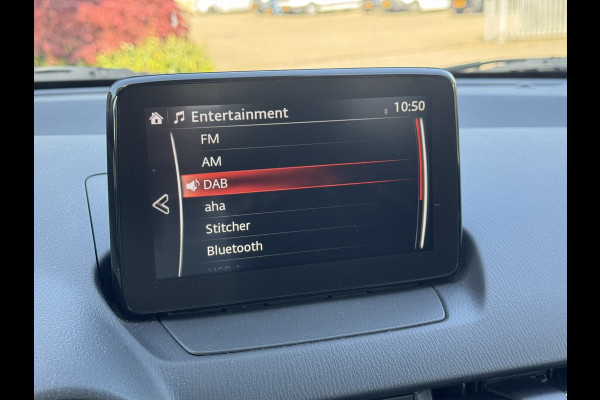 Entertainment 10:50
FM
AM
DAB
aha
Stitcher
Bluetooth